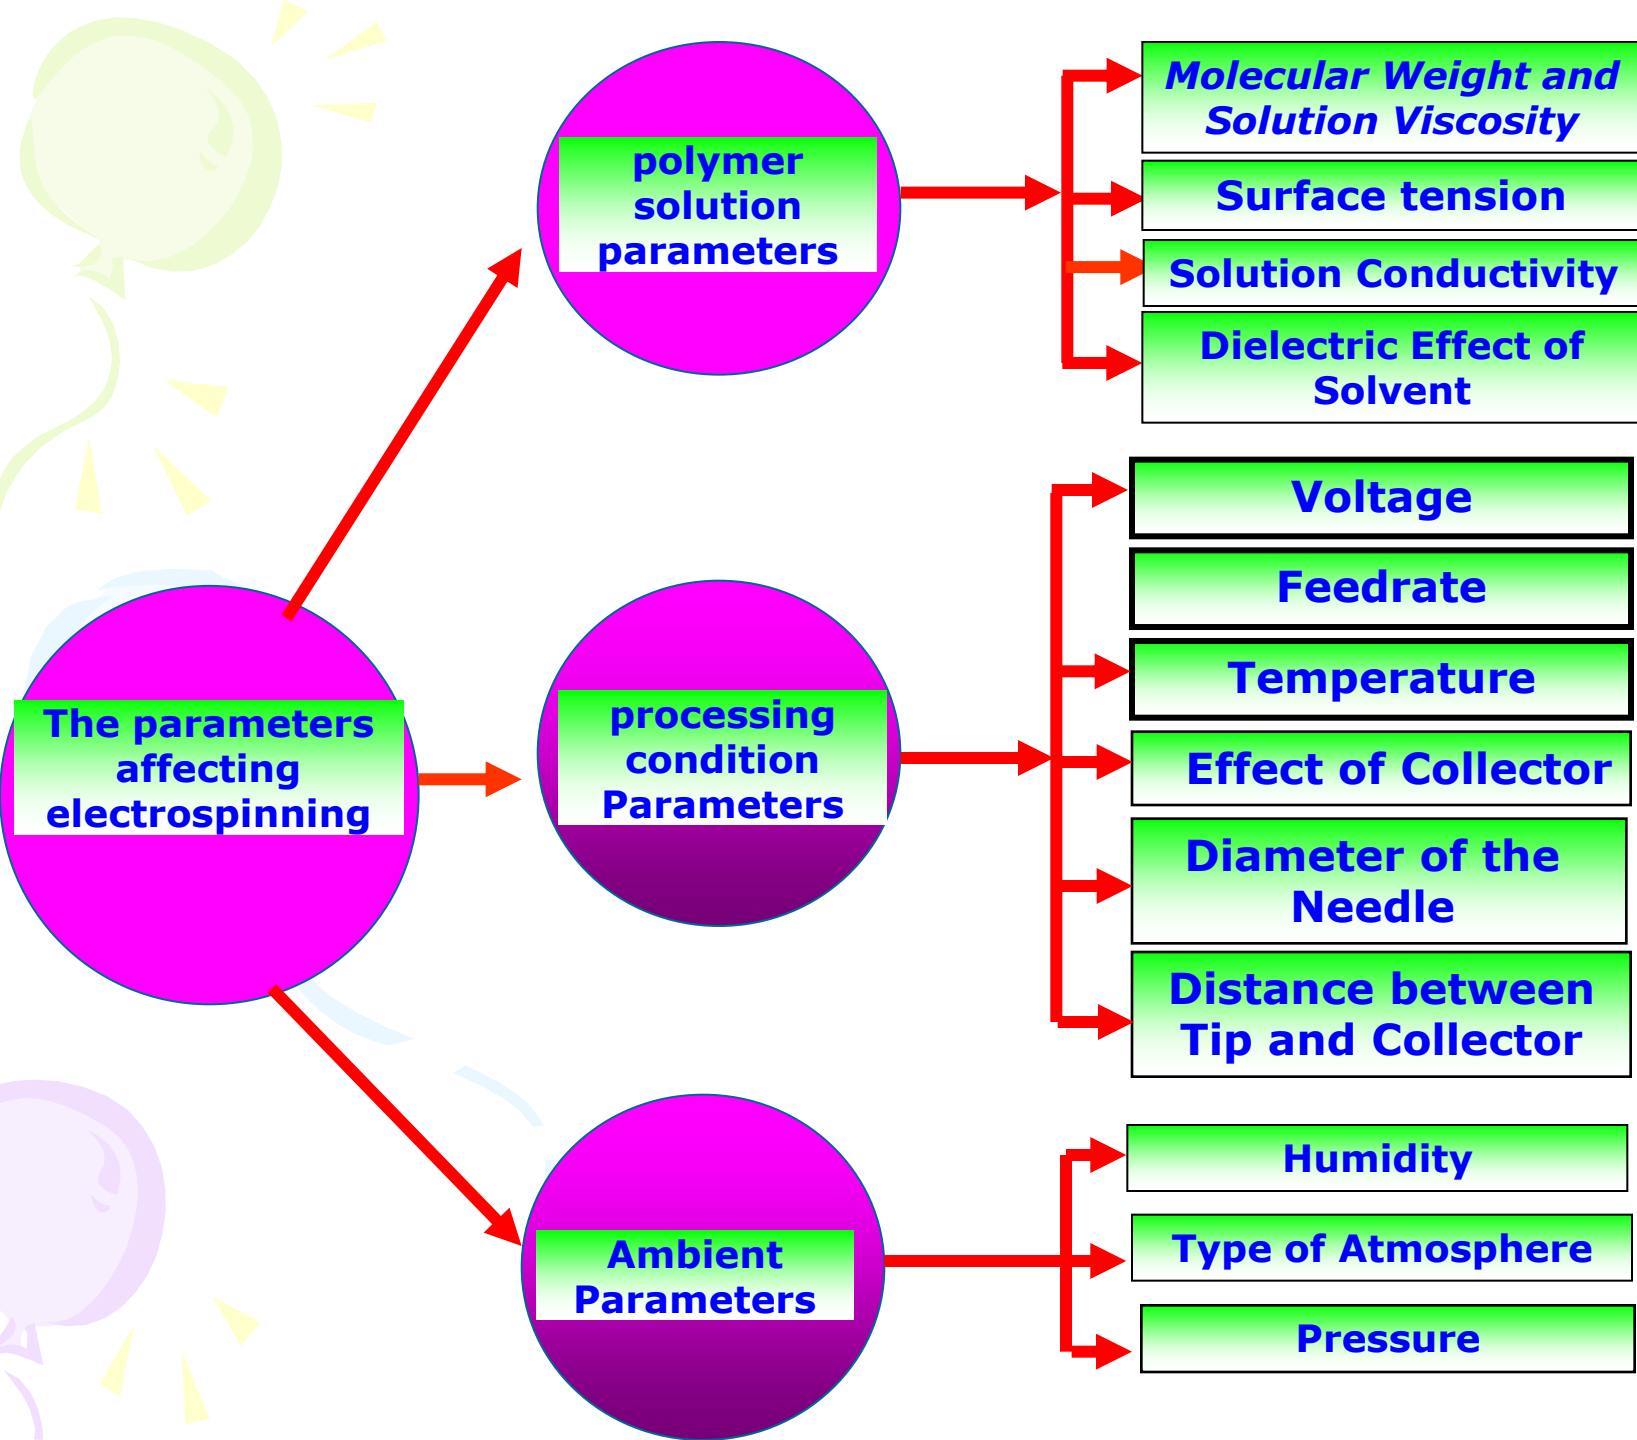 The parameters
affecting
electrospinning
polymer
solution
parameters
Molecular Weight and
Solution Viscosity
Surface tension
Solution Conductivity
Dielectric Effect of
Solvent
processing
condition
Parameters
Voltage
Feedrate
Temperature
Effect of Collector
Diameter of the
Needle
Distance between
Tip and Collector
Ambient
Parameters
Humidity
Type of Atmosphere
Pressure